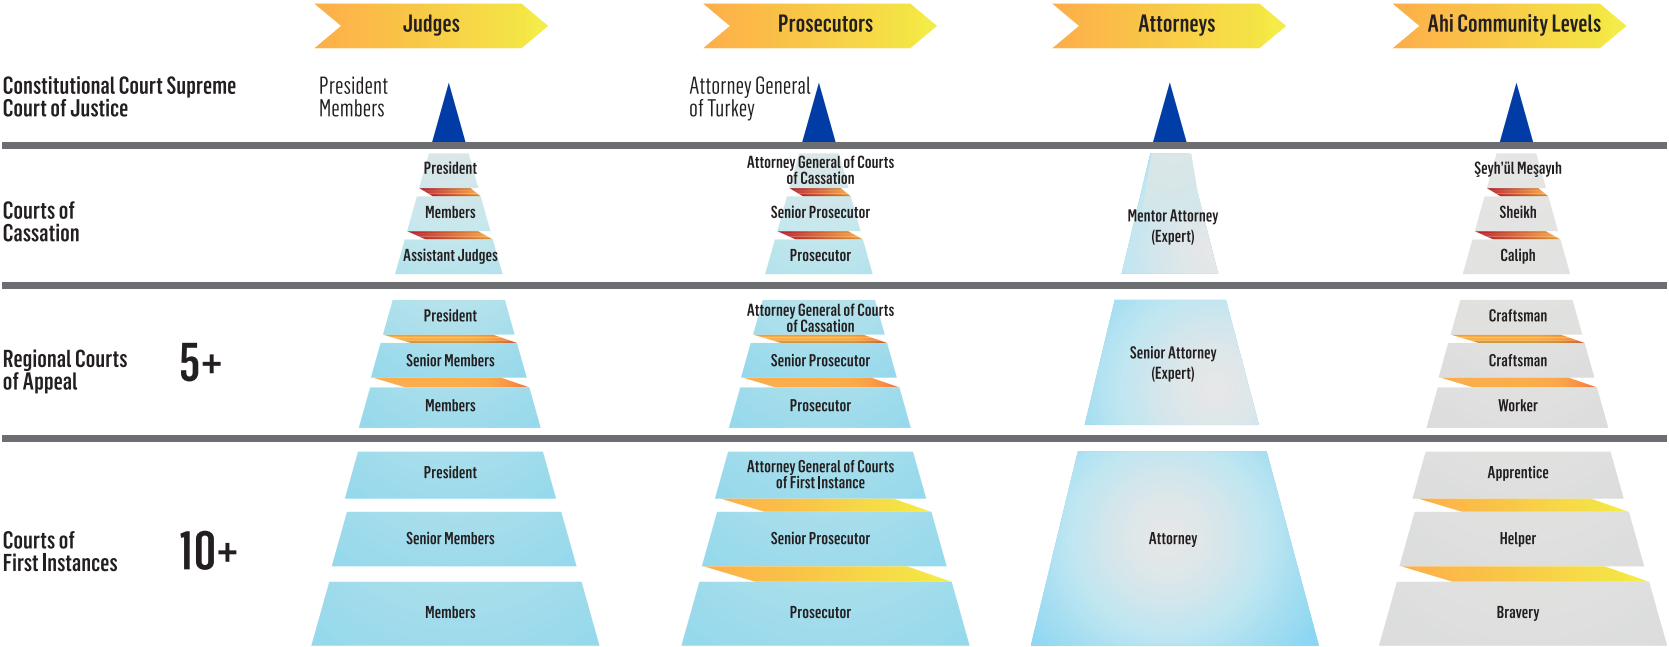 Judges
Prosecutors
Attorneys
Ahi Community Levels
Constitutional Court Supreme
Court of Justice
President
Members
Attorney General
of Turkey
Courts of
Cassation
President
Members
Assistant Judges
Attorney General of Courts
of Cassation
Senior Prosecutor
Prosecutor
Mentor Attorney
(Expert)
Şeyh'ül Meşayıh
Sheikh
Caliph
Regional Courts
of Appeal
5+
President
Senior Members
Members
Attorney General of Courts
of Cassation
Senior Prosecutor
Prosecutor
Senior Attorney
(Expert)
Craftsman
Craftsman
Worker
Courts of
First Instances
10+
President
Senior Members
Members
Attorney General of Courts
of First Instance
Senior Prosecutor
Prosecutor
Attorney
Apprentice
Helper
Bravery